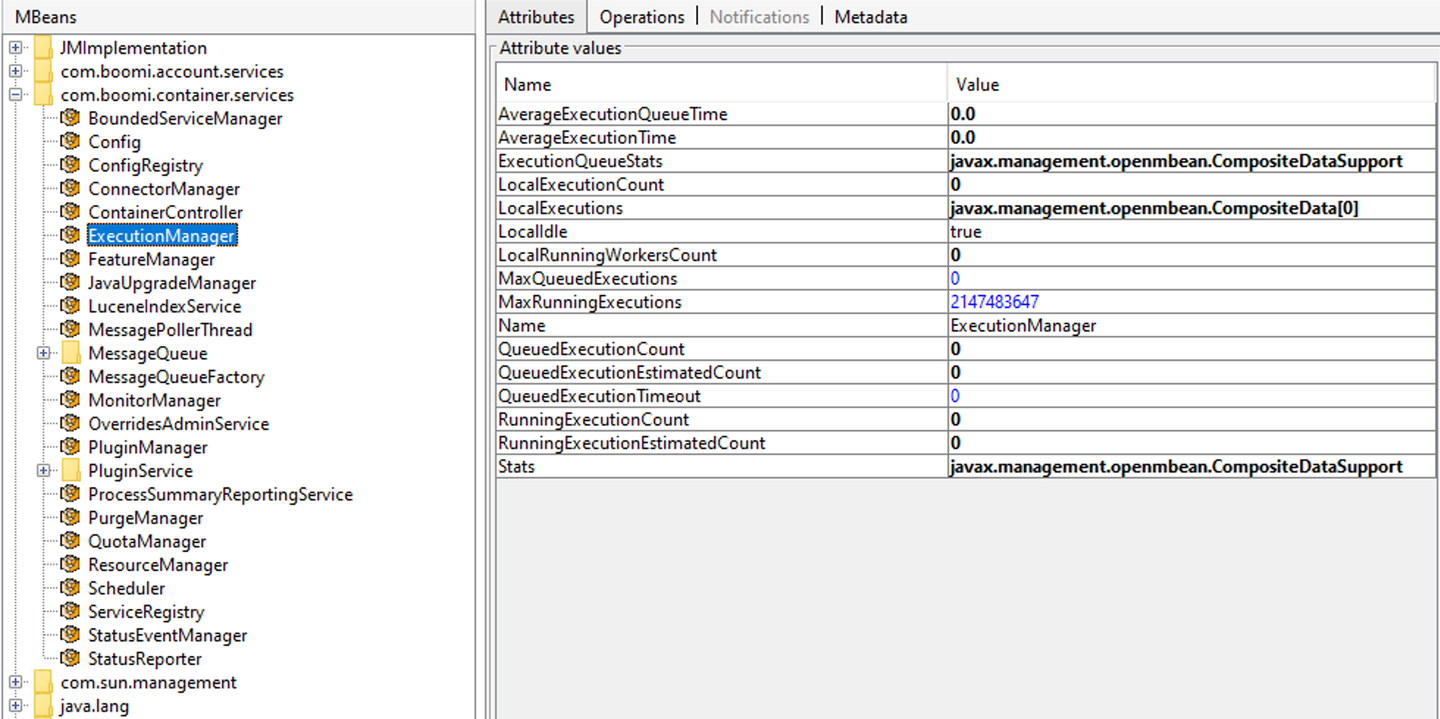 MBeans
JMImplementation
com.boomi.account.services
com.boomi.container.services
BoundedServiceManager
Config
ConfigRegistry
ConnectorManager
ContainerController
ExecutionManager
FeatureManager
JavaUpgradeManager
LuceneIndexService
MessagePollerThread
MessageQueue
MessageQueueFactory
MonitorManager
OverridesAdminService
PluginManager
PluginService
ProcessSummaryReportingService
PurgeManager
QuotaManager
ResourceManager
Scheduler
ServiceRegistry
StatusEventManager
StatusReporter
com.sun.management
java.lang
Attributes Operations Notifications Metadata
Attribute values
Name Value
AverageExecutionQueueTime 0.0
AverageExecutionTime 0.0
ExecutionQueueStats javax.management.openmbean.CompositeDataSupport
LocalExecutionCount 0
LocalExecutions javax.management.openmbean.CompositeData[0]
LocalIdle true
LocalRunningWorkersCount 0
MaxQueuedExecutions 0
MaxRunningExecutions 2147483647
Name ExecutionManager
QueuedExecutionCount 0
QueuedExecutionEstimatedCount 0
QueuedExecutionTimeout 0
RunningExecutionCount 0
RunningExecutionEstimatedCount 0
Stats javax.management.openmbean.CompositeDataSupport